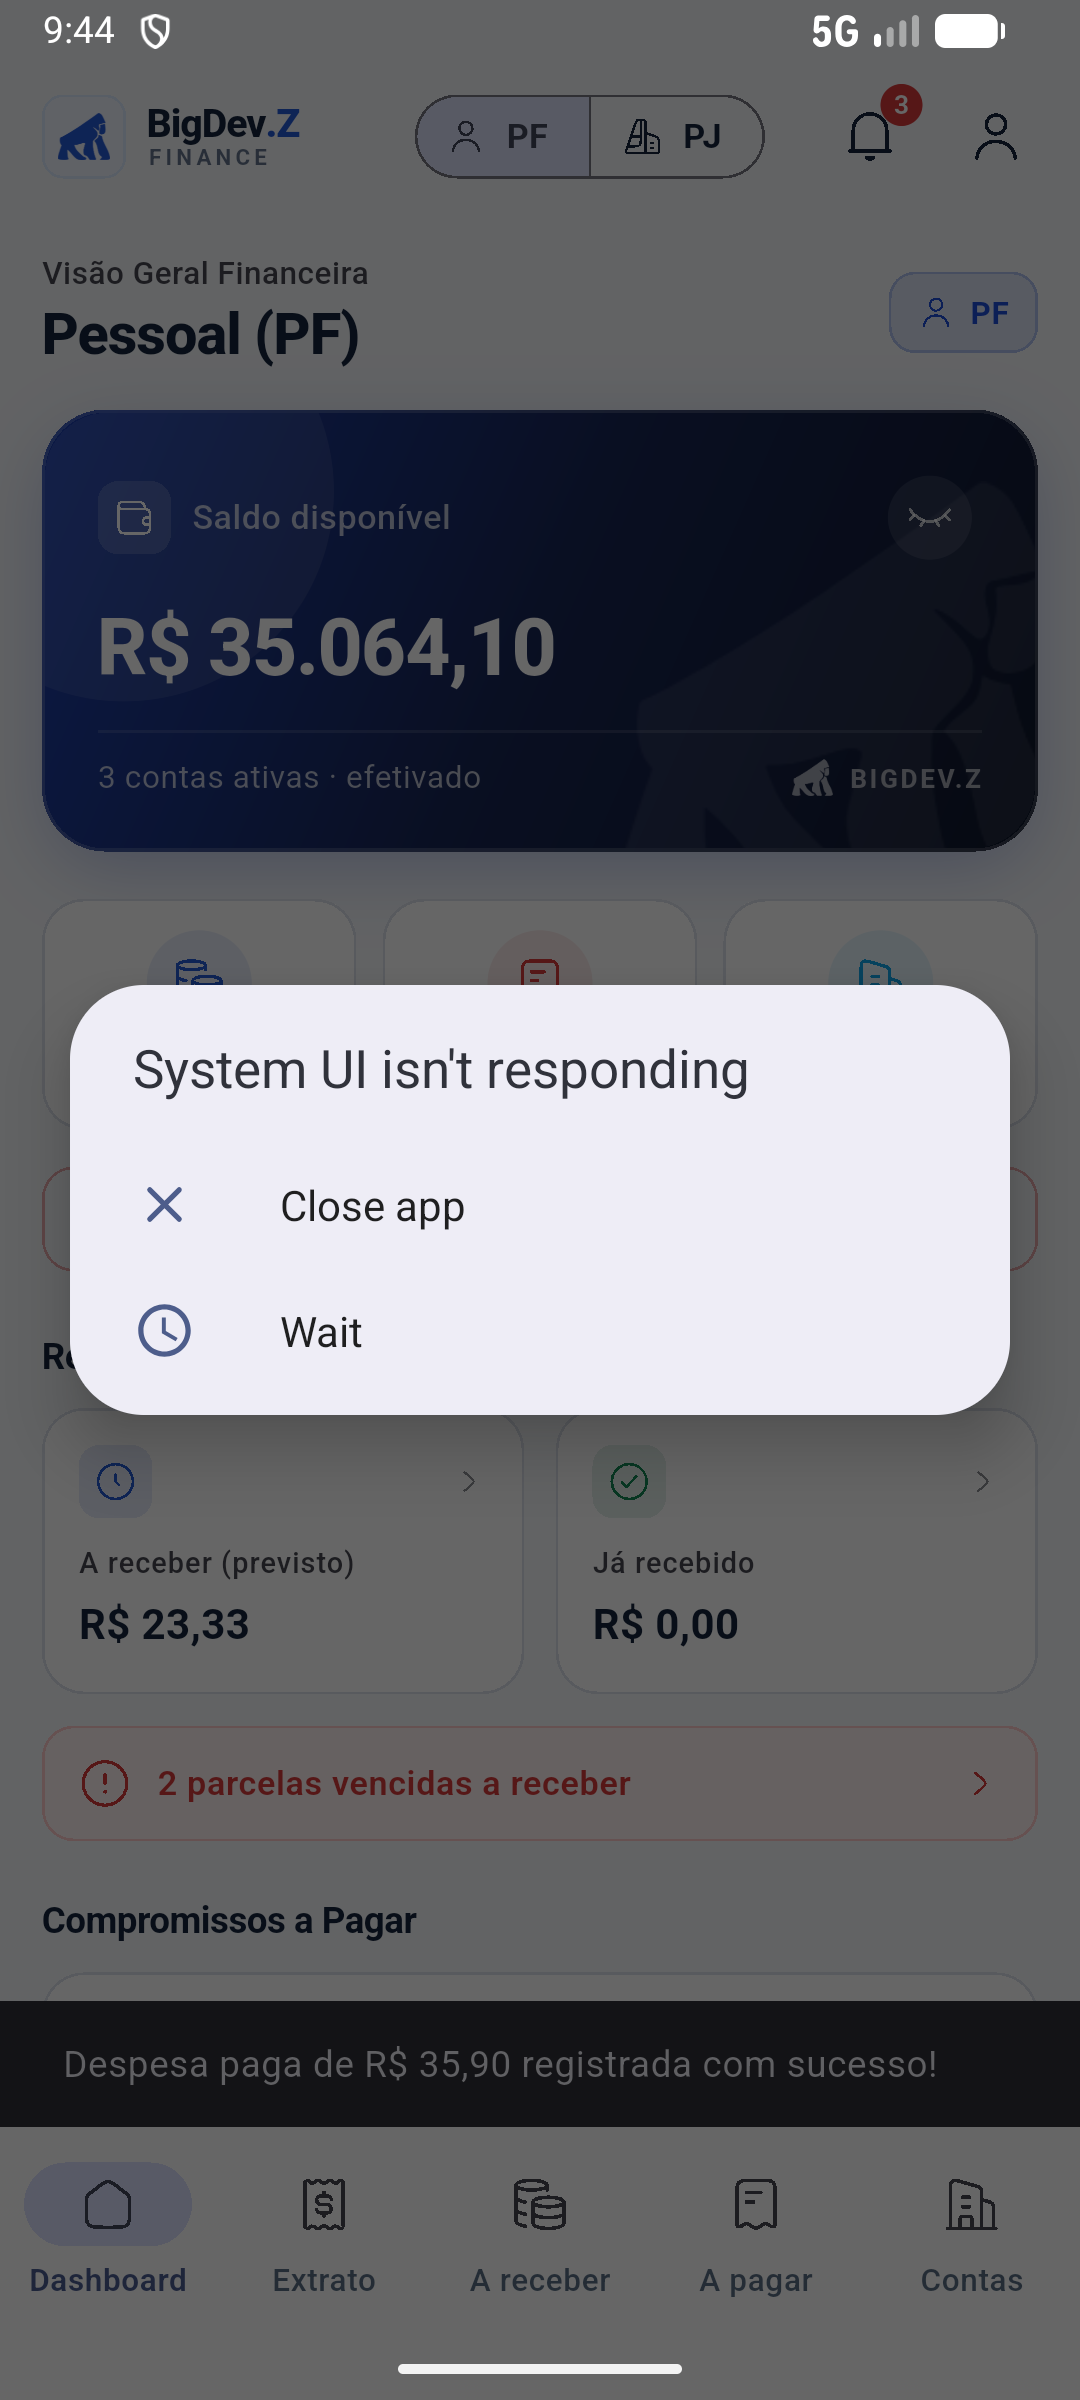 9:44
5G
BigDev.Z
FINANCE
PF
PJ
3
Visão Geral Financeira
Pessoal (PF)
PF
Saldo disponível
R$ 35.064,10
3 contas ativas · efetivado
BIGDEV.Z
System UI isn't responding
Close app
Wait
A receber (previsto)
R$ 23,33
Já recebido
R$ 0,00
2 parcelas vencidas a receber
Compromissos a Pagar
Despesa paga de R$ 35,90 registrada com sucesso!
Dashboard
Extrato
A receber
A pagar
Contas